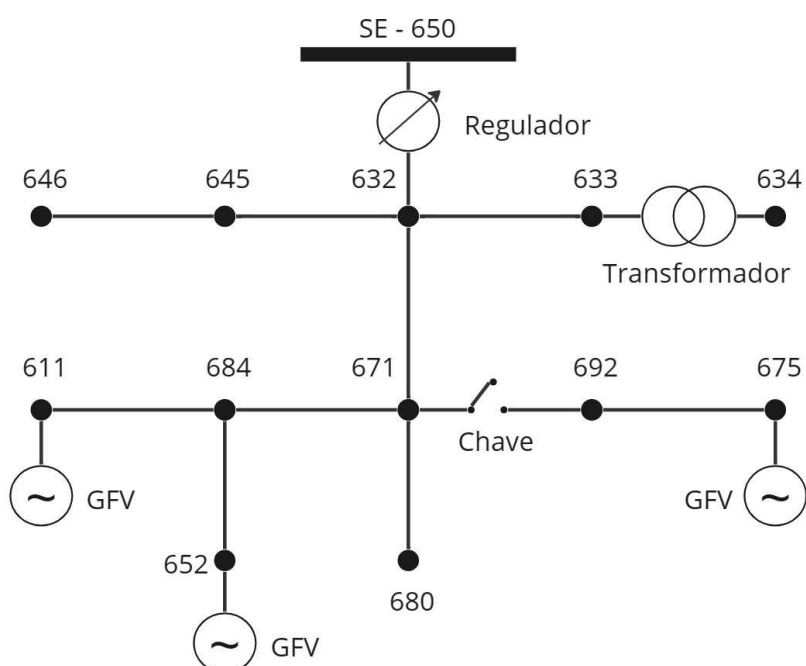 SE - 650
Regulador
646 645 632 633 634
Transformador
611 684 671 692 675
Chave
~ GFV GFV ~
652
680
~ GFV